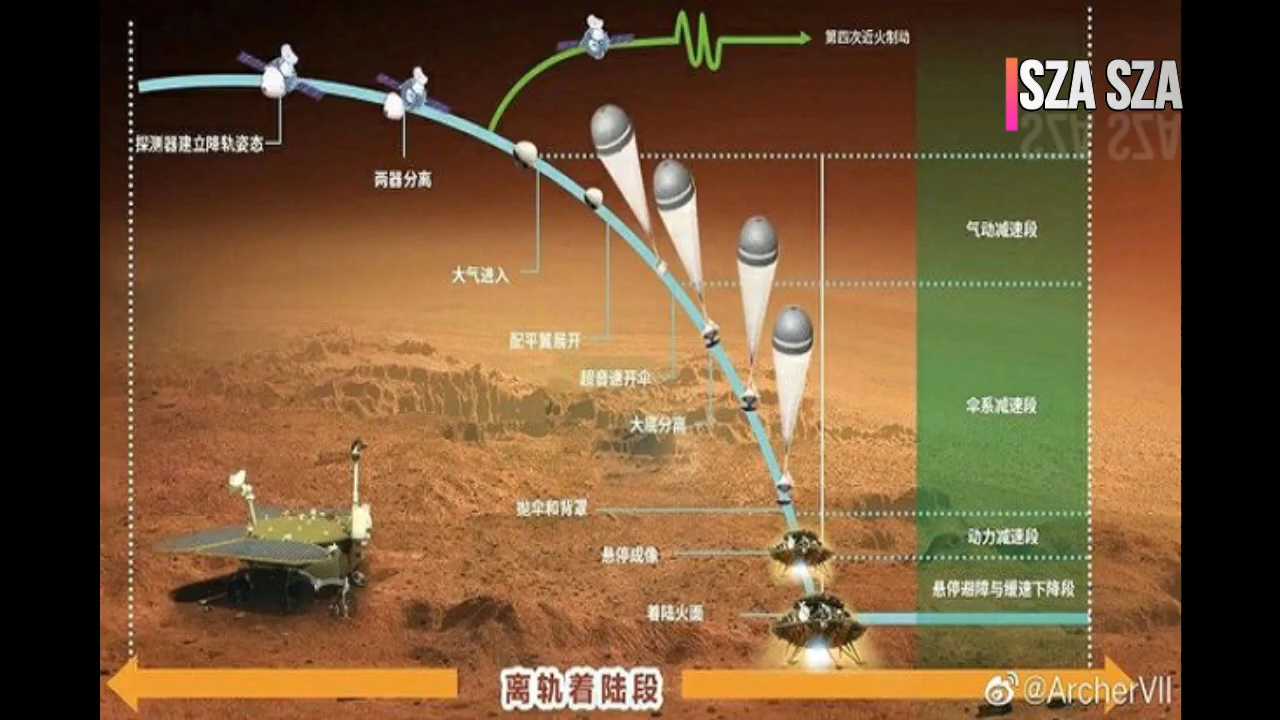 第四次近火制动
SZA SZA
探测器建立降轨姿态
两器分离
气动减速段
大气进入
配平翼展开
超音速开伞
伞系减速段
大底分离
抛伞和背罩
动力减速段
悬停成像
悬停避障与缓速下降段
着陆火面
离轨着陆段
@ArcherVII